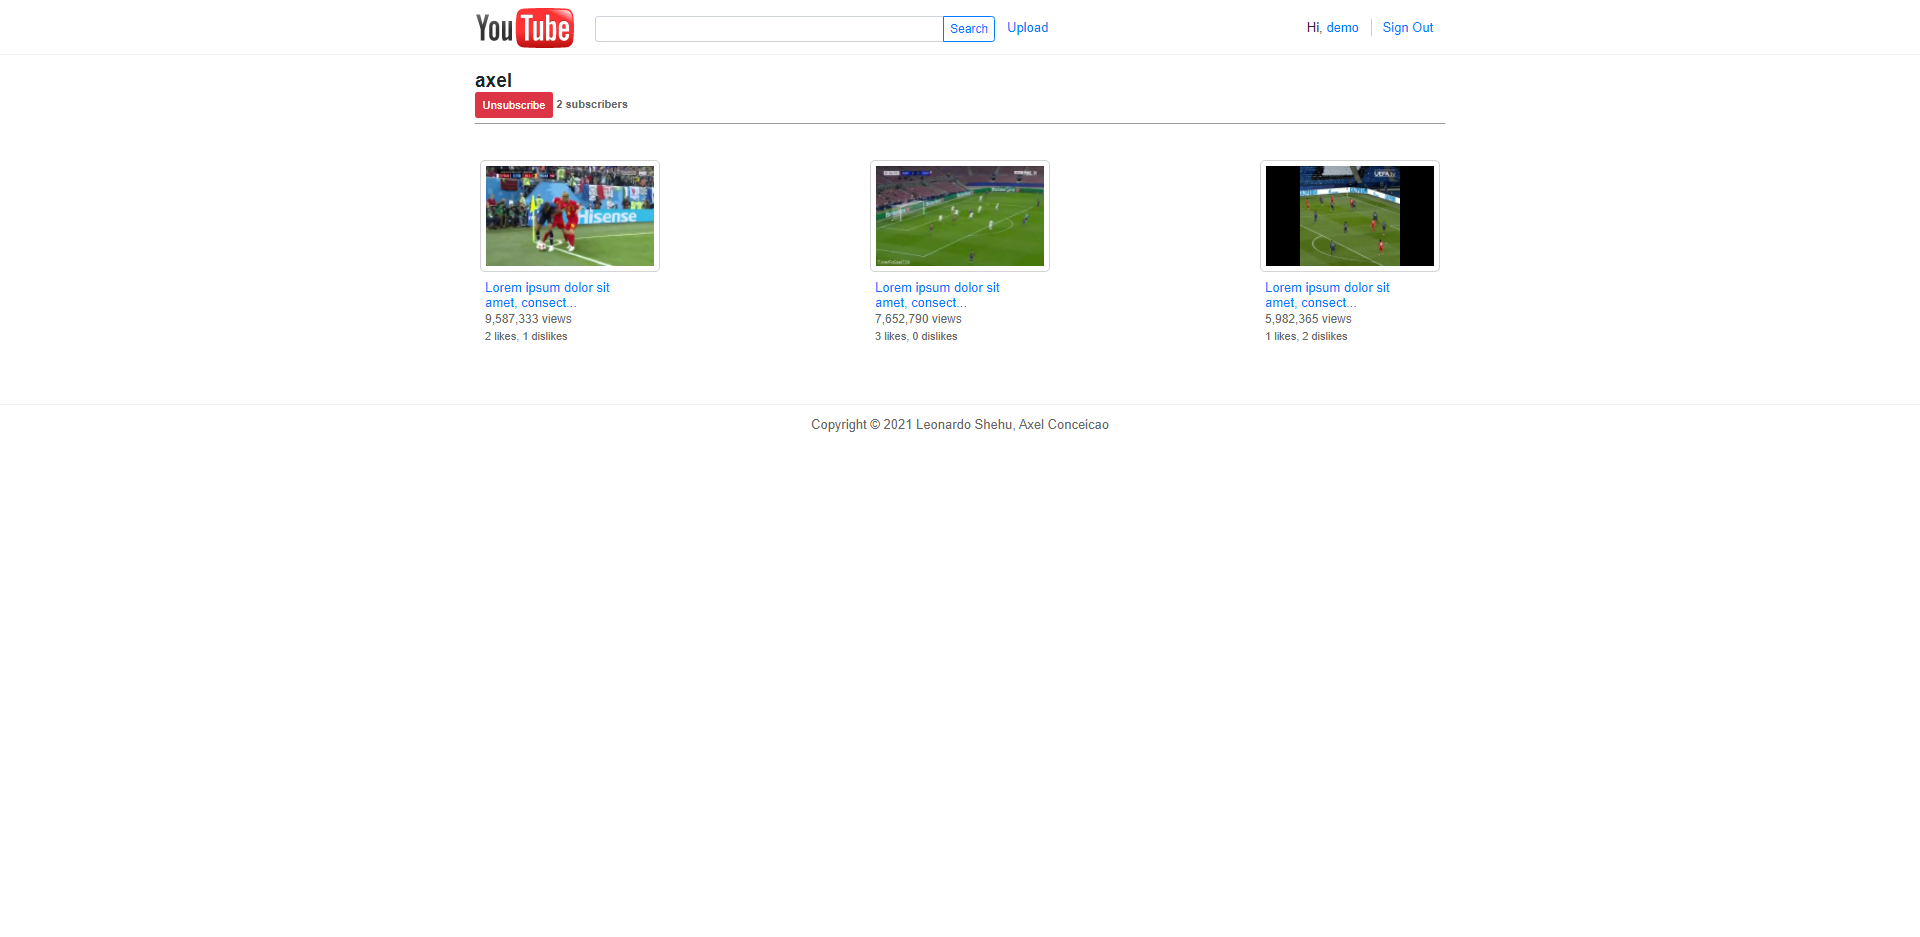 YouTube
Search
Upload
Hi, demo
Sign Out
axel
Unsubscribe
2 subscribers
Hisense
UEFA
Lorem ipsum dolor sit
amet, consect...
9,587,333 views
2 likes, 1 dislikes
Lorem ipsum dolor sit
amet, consect...
7,652,790 views
3 likes, 0 dislikes
Lorem ipsum dolor sit
amet, consect...
5,982,365 views
1 likes, 2 dislikes
Copyright © 2021 Leonardo Shehu, Axel Conceicao